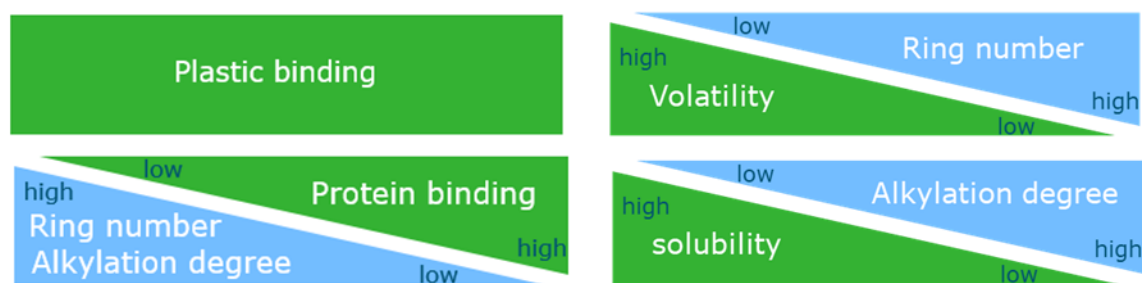 Plastic binding
low
Ring number
high
Volatility
high
low
low
high
Protein binding
Ring number
high
Alkylation degree
low
low
Alkylation degree
high
solubility
high
low